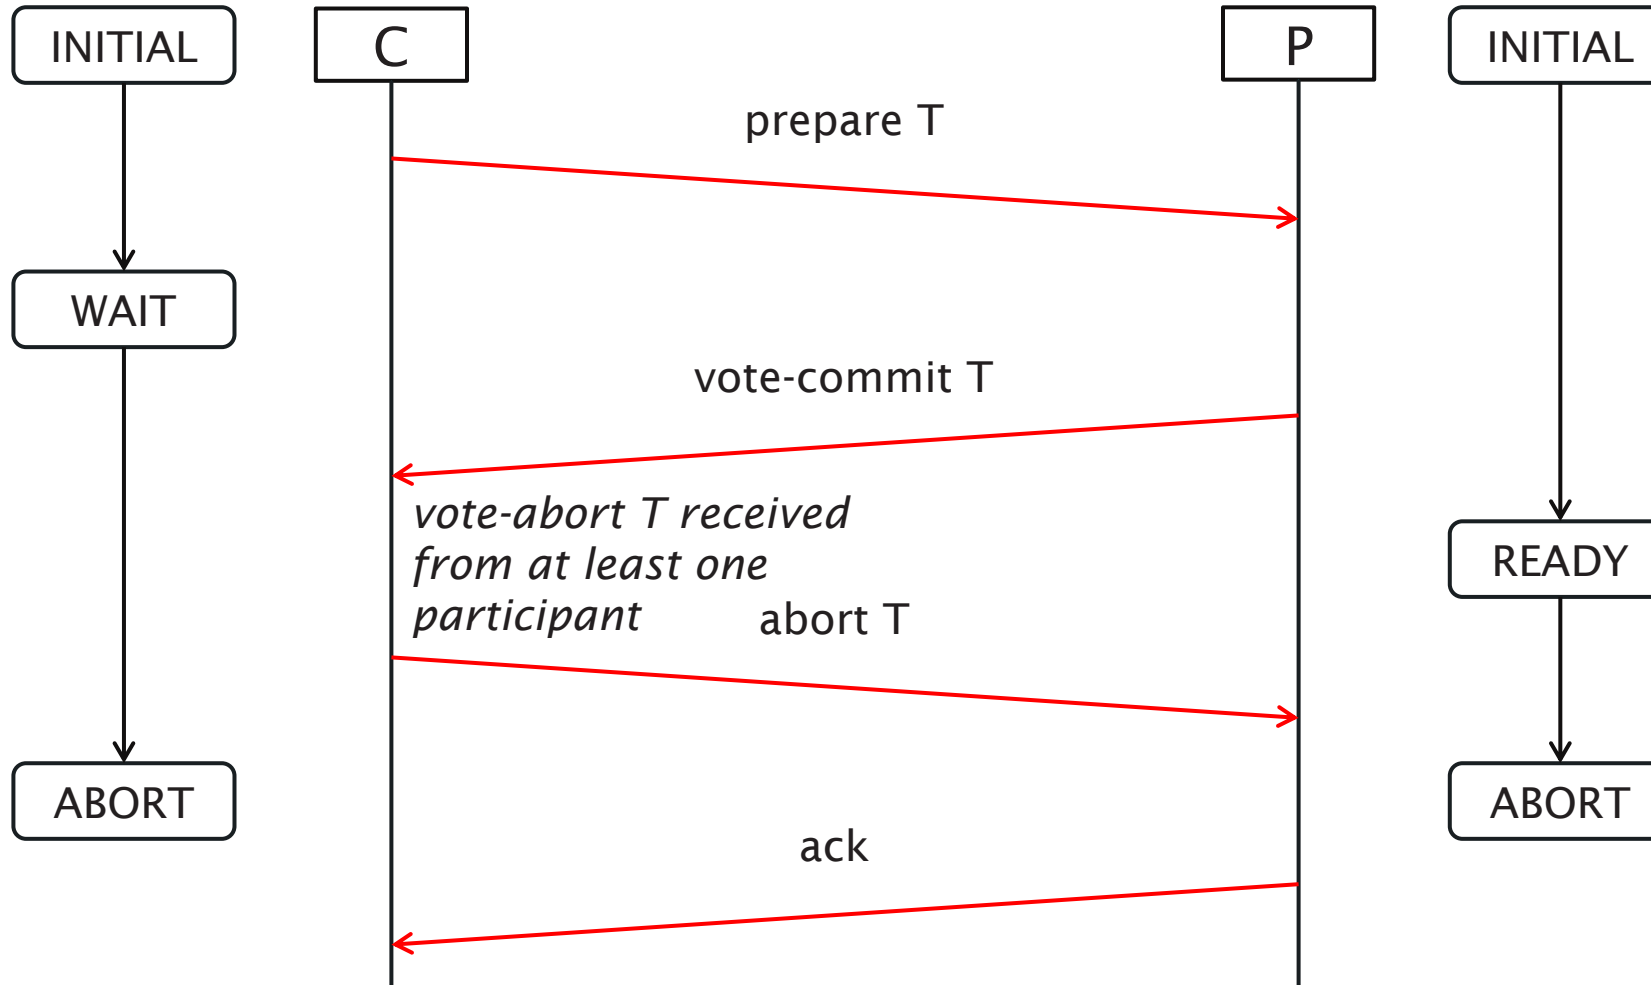 INITIAL
C
P
INITIAL
prepare T
WAIT
vote-commit T
vote-abort T received
from at least one
participant
abort T
READY
ABORT
ABORT
ack